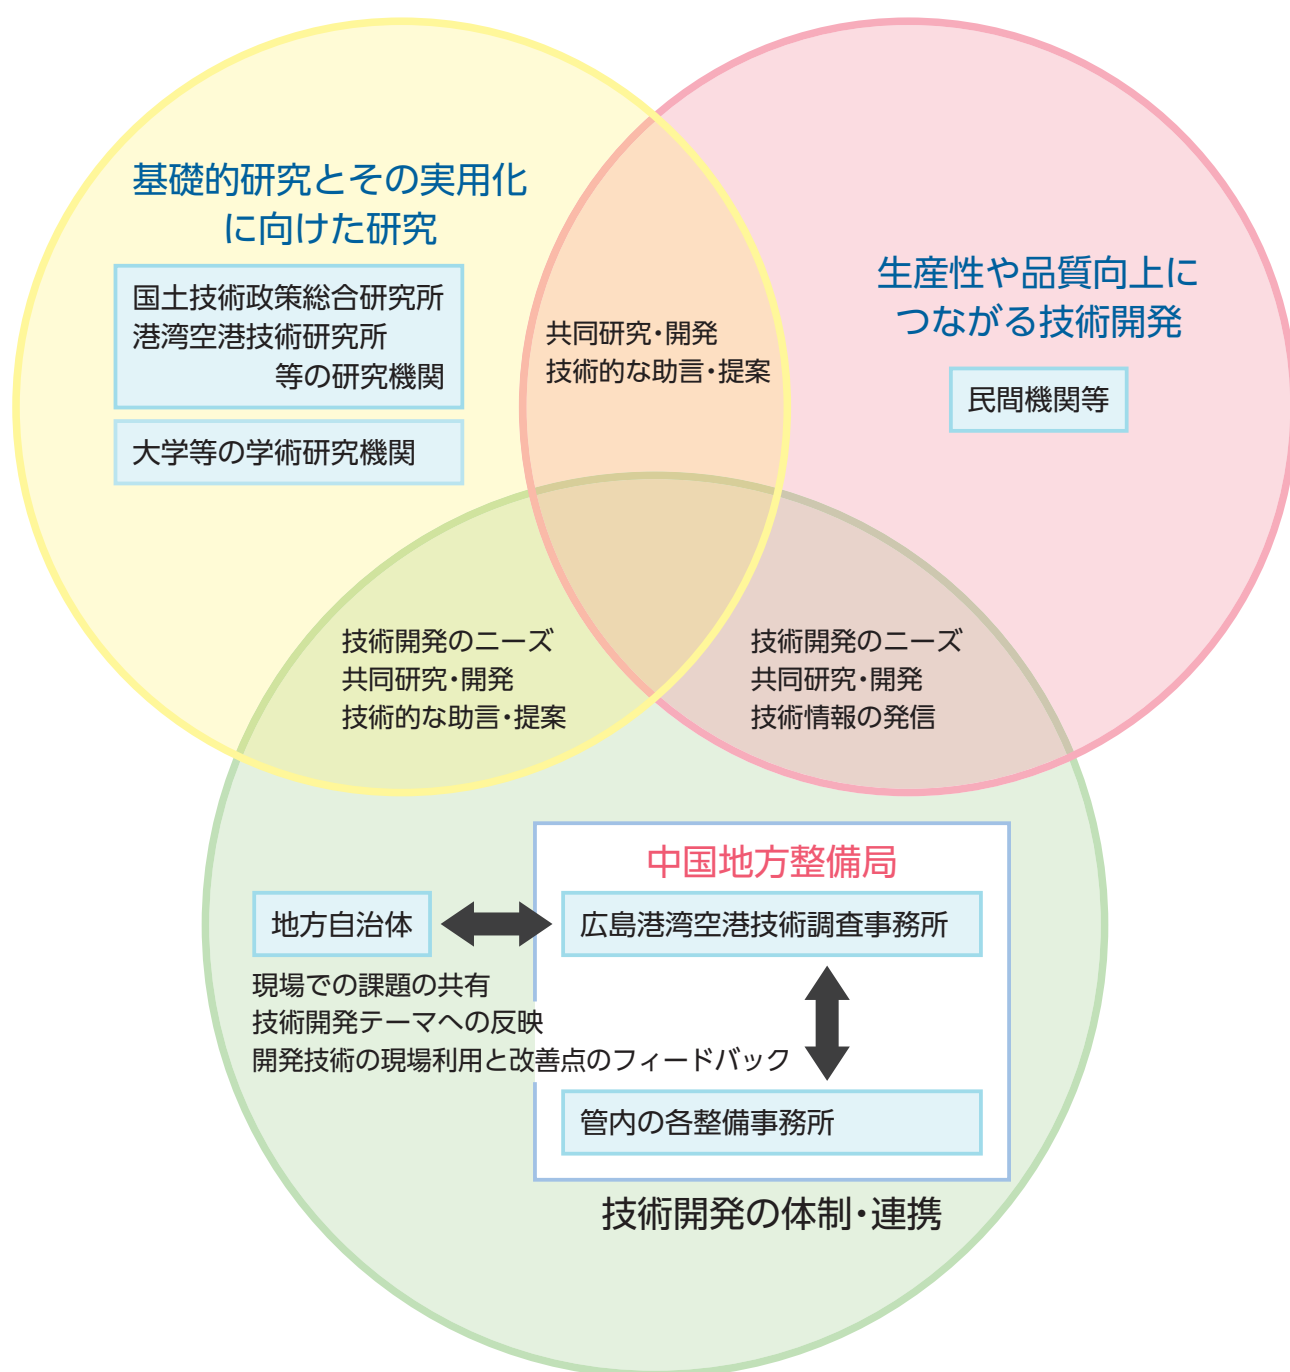 基礎的研究とその実用化
に向けた研究
国土技術政策総合研究所
港湾空港技術研究所
等の研究機関
大学等の学術研究機関
共同研究・開発
技術的な助言・提案
生産性や品質向上に
つながる技術開発
民間機関等
技術開発のニーズ
共同研究・開発
技術的な助言・提案
技術開発のニーズ
共同研究・開発
技術情報の発信
中国地方整備局
地方自治体
広島港湾空港技術調査事務所
現場での課題の共有
技術開発テーマへの反映
開発技術の現場利用と改善点のフィードバック
管内の各整備事務所
技術開発の体制・連携